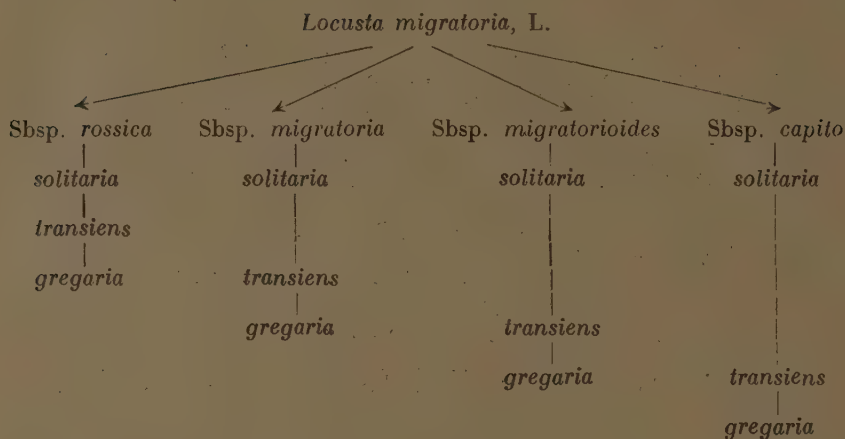 Locusta migratoria, L.
Sbsp. rossica Sbsp. migratoria Sbsp. migratorioides Sbsp. capito
solitaria solitaria solitaria solitaria
transiens
gregaria transiens
gregaria transiens
gregaria transiens
gregaria